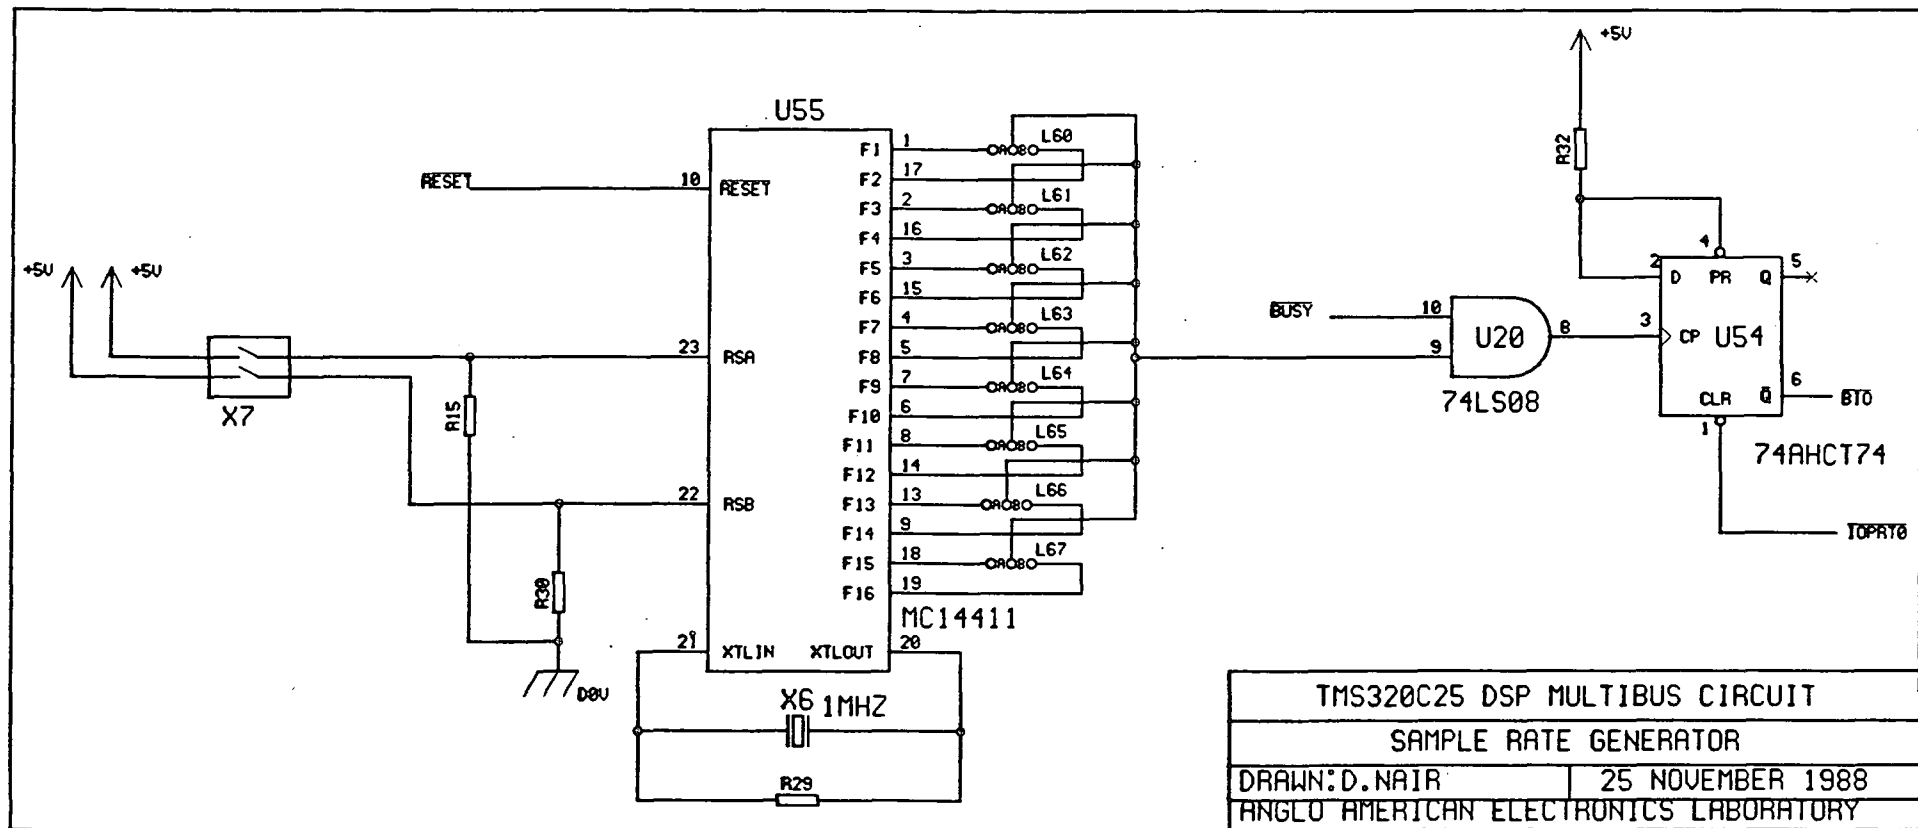 +5V
U55
F1 1 L60
R32
RESET 10 RESET
F2 17
F3 2 L61
F4 16
4
+5V +5V
F5 3 L62
2 D PR Q 5
F6 15
BUSY 10
F7 4 L63
U20 8 3 CP U54
23 RSA
F8 5
9
F9 7 L64
74LS08
6
CLR Q BIO
X7
R15
F10 6
1
F11 8 L65
74AHCT74
F12 14
22 RSB
F13 13 L66
F14 9
IOPRT0
F15 18 L67
R30
F16 19
MC14411
21 XTLIN XTLOUT 20
D0V
X6 1MHZ
R29
A B
A B
A B
A B
A B
A B
A B
A B
TMS320C25 DSP MULTIBUS CIRCUIT
SAMPLE RATE GENERATOR
DRAWN:D.NAIR 25 NOVEMBER 1988
ANGLO AMERICAN ELECTRONICS LABORATORY